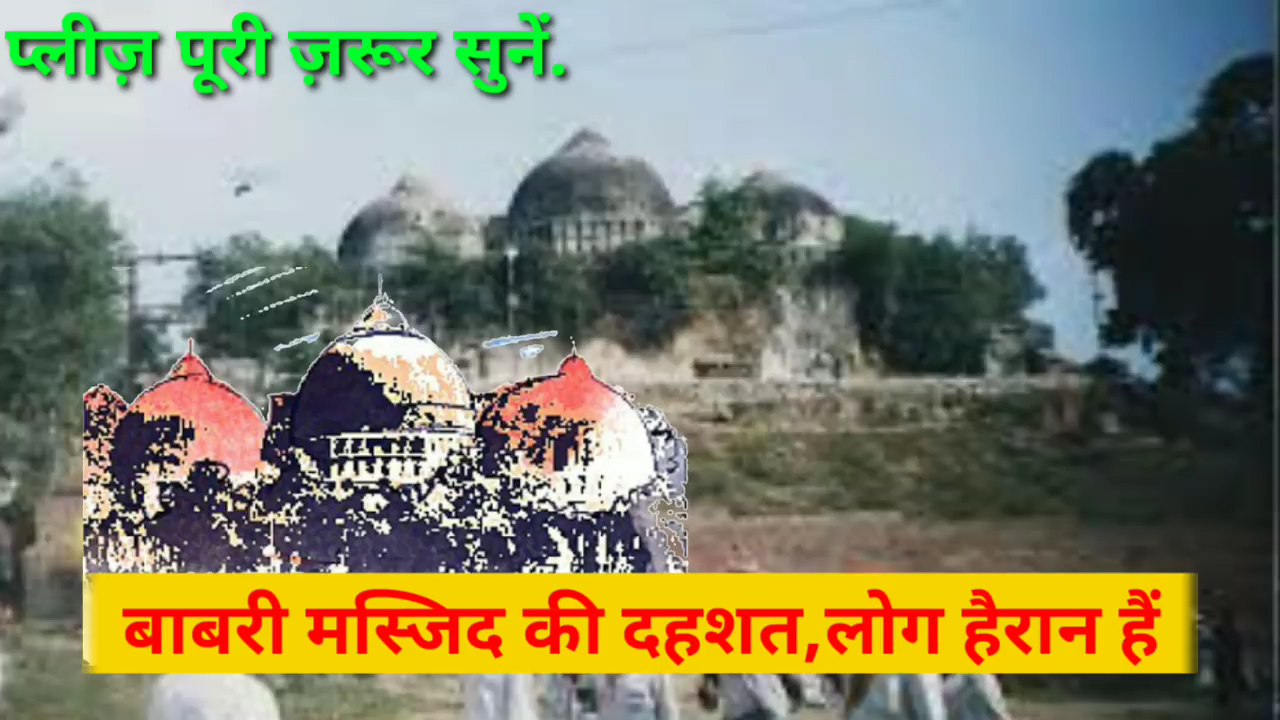 प्लीज़ पूरी ज़रूर सुनें.
बाबरी मस्जिद की दहशत,लोग हैरान हैं